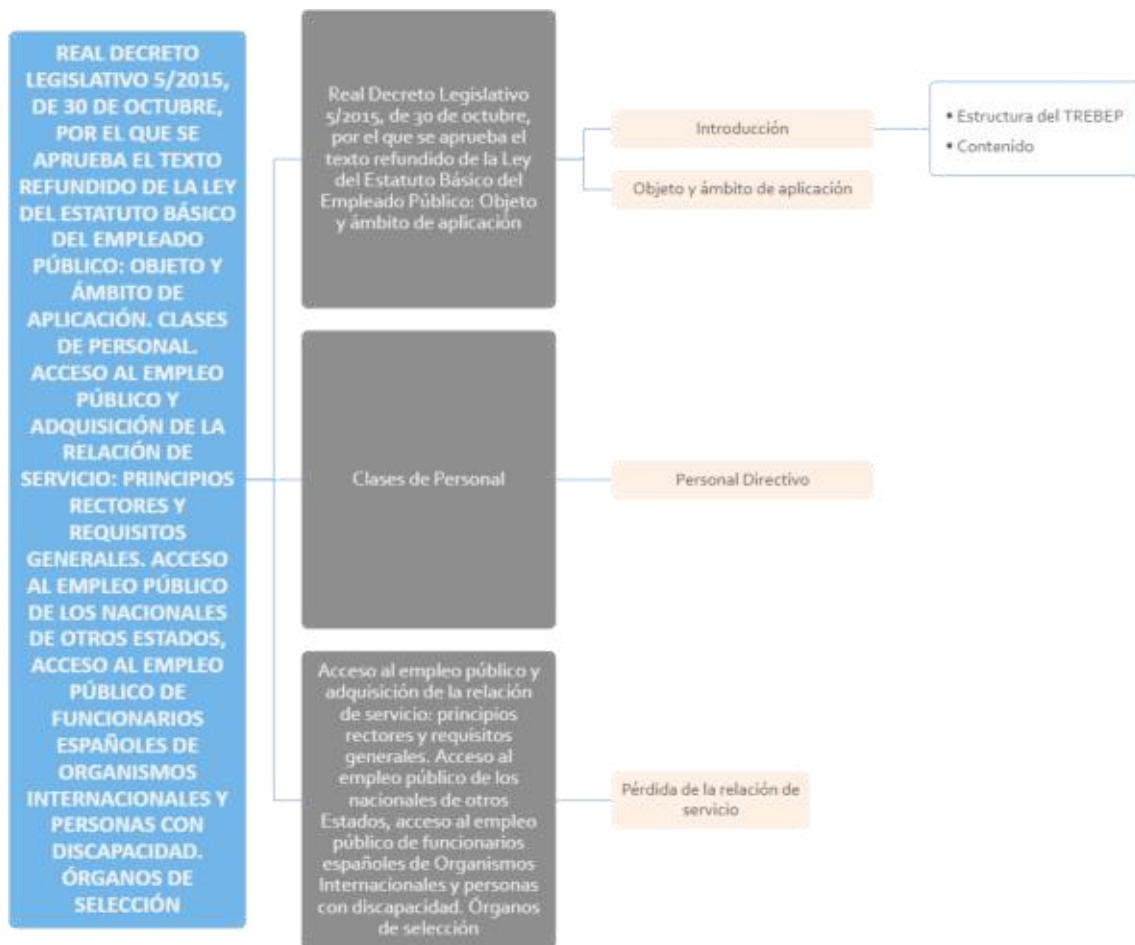 REAL DECRETO
LEGISLATIVO 5/2015,
DE 30 DE OCTUBRE,
POR EL QUE SE
APRUEBA EL TEXTO
REFUNDIDO DE LA LEY
DEL ESTATUTO BÁSICO
DEL EMPLEADO
PÚBLICO: OBJETO Y
ÁMBITO DE
APLICACIÓN. CLASES
DE PERSONAL.
ACCESO AL EMPLEO
PÚBLICO Y
ADQUISICIÓN DE LA
RELACIÓN DE
SERVICIO: PRINCIPIOS
RECTORES Y
REQUISITOS
GENERALES. ACCESO
AL EMPLEO PÚBLICO
DE LOS NACIONALES
DE OTROS ESTADOS,
ACCESO AL EMPLEO
PÚBLICO DE
FUNCIONARIOS
ESPAÑOLES DE
ORGANISMOS
INTERNACIONALES Y
PERSONAS CON
DISCAPACIDAD.
ÓRGANOS DE
SELECCIÓN
Real Decreto Legislativo
5/2015, de 30 de octubre,
por el que se aprueba el
texto refundido de la Ley
del Estatuto Básico del
Empleado Público: Objeto
y ámbito de aplicación
Introducción
• Estructura del TREBEP
• Contenido
Objeto y ámbito de aplicación
Clases de Personal
Personal Directivo
Acceso al empleo público y
adquisición de la relación
de servicio: principios
rectores y requisitos
generales. Acceso al
empleo público de los
nacionales de otros
Estados, acceso al empleo
público de funcionarios
españoles de Organismos
Internacionales y personas
con discapacidad. Órganos
de selección
Pérdida de la relación de
servicio